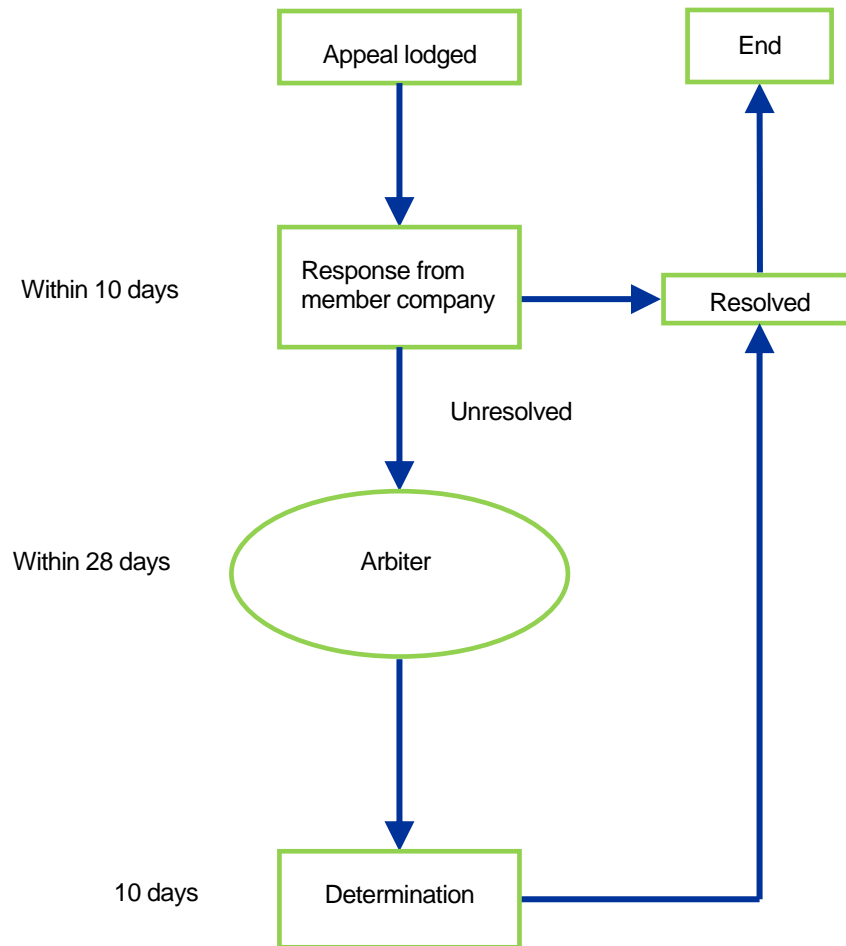 Appeal lodged
End
Within 10 days
Response from
member company
Resolved
Unresolved
Within 28 days
Arbiter
10 days
Determination